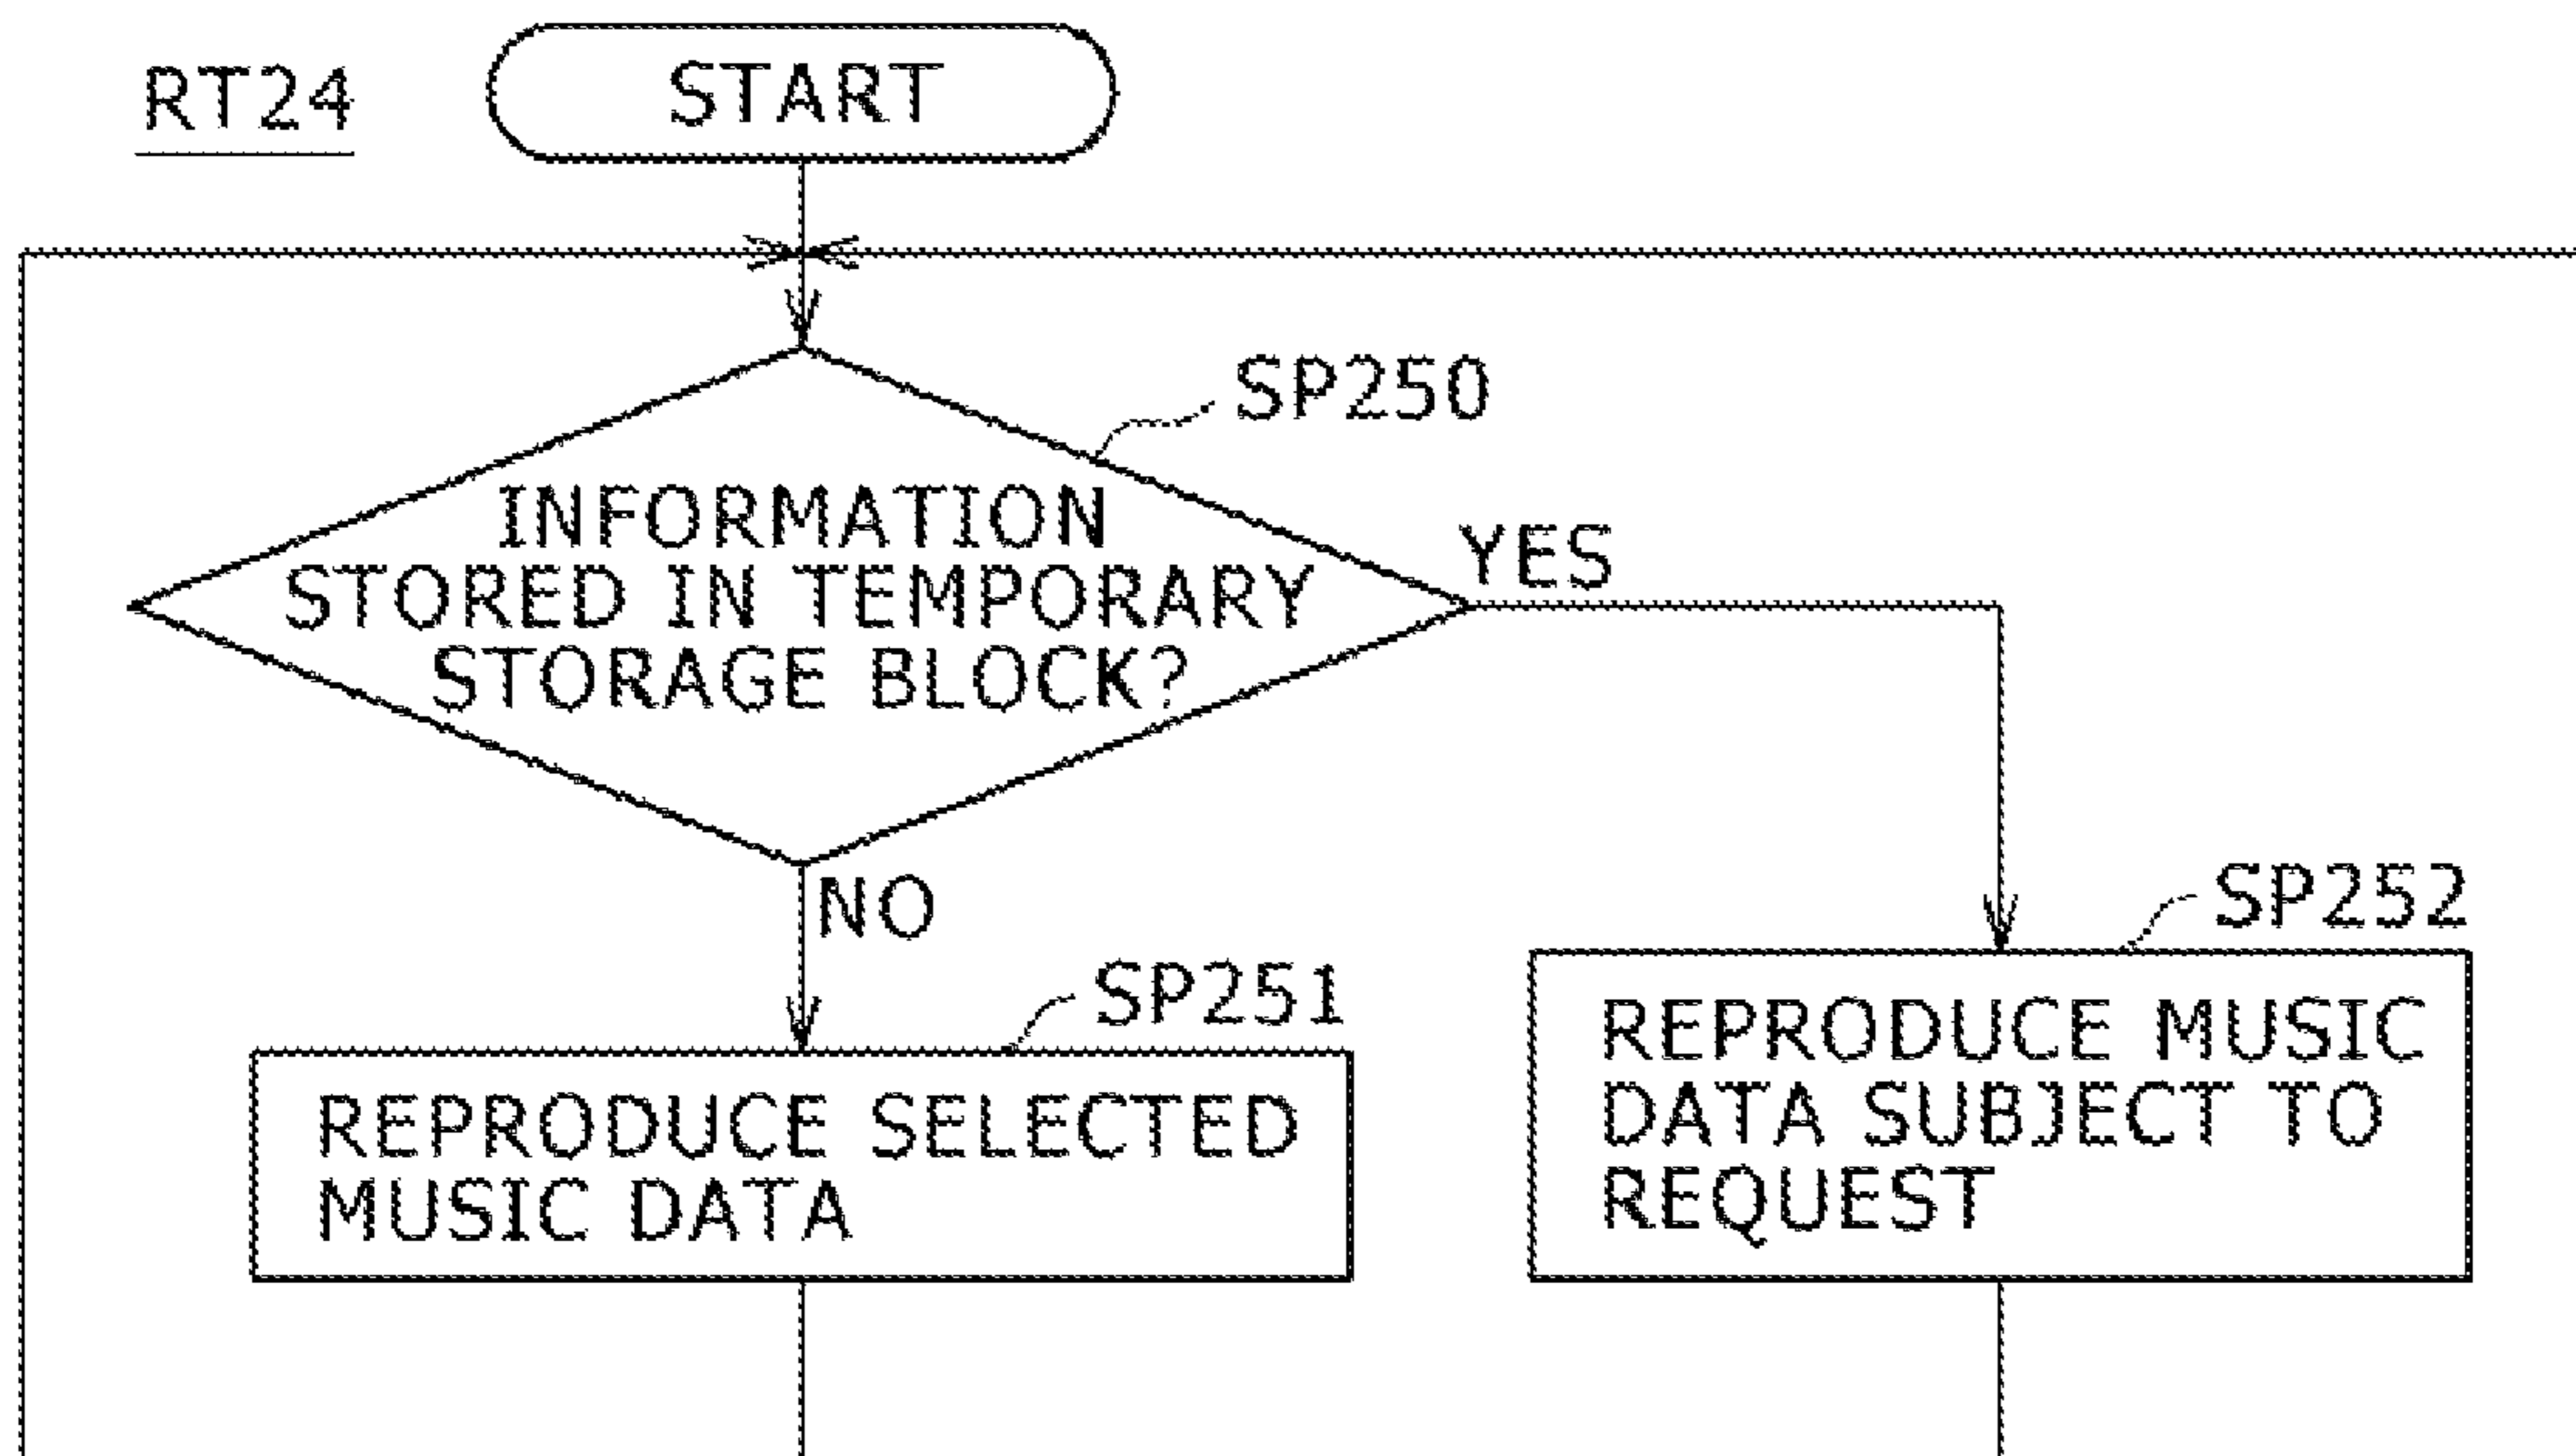 RT24
START
SP250
INFORMATION
STORED IN TEMPORARY
STORAGE BLOCK?
YES
NO
SP251
REPRODUCE SELECTED
MUSIC DATA
SP252
REPRODUCE MUSIC
DATA SUBJECT TO
REQUEST